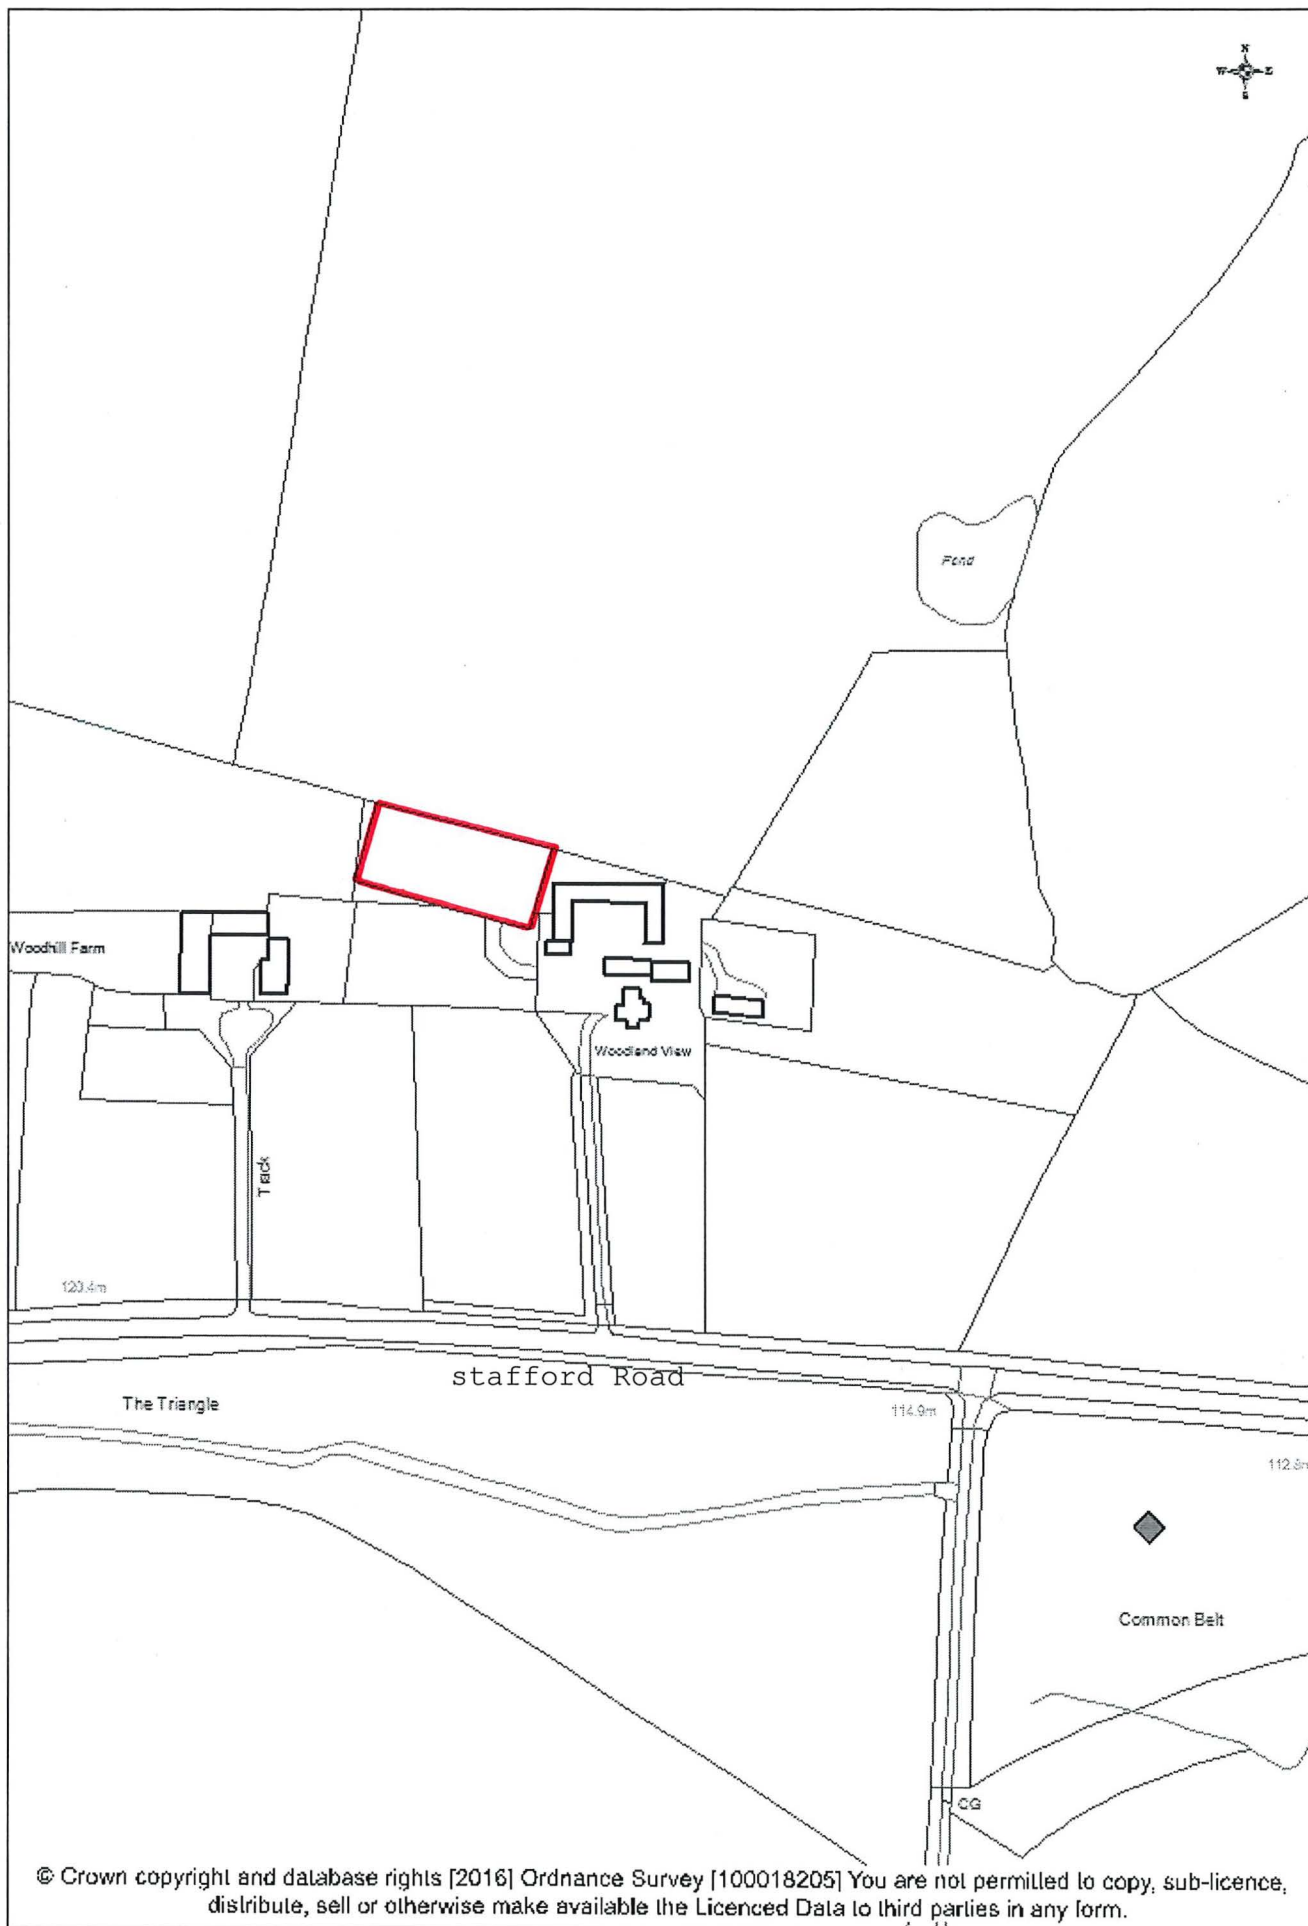 N
W E
S
Pond
Woodhill Farm
Woodland View
Track
120.4m
stafford Road
The Triangle
114.9m
112.8m
Common Belt
CG
© Crown copyright and database rights [2016] Ordnance Survey [100018205] You are not permitted to copy, sub-licence,
distribute, sell or otherwise make available the Licenced Data to third parties in any form.